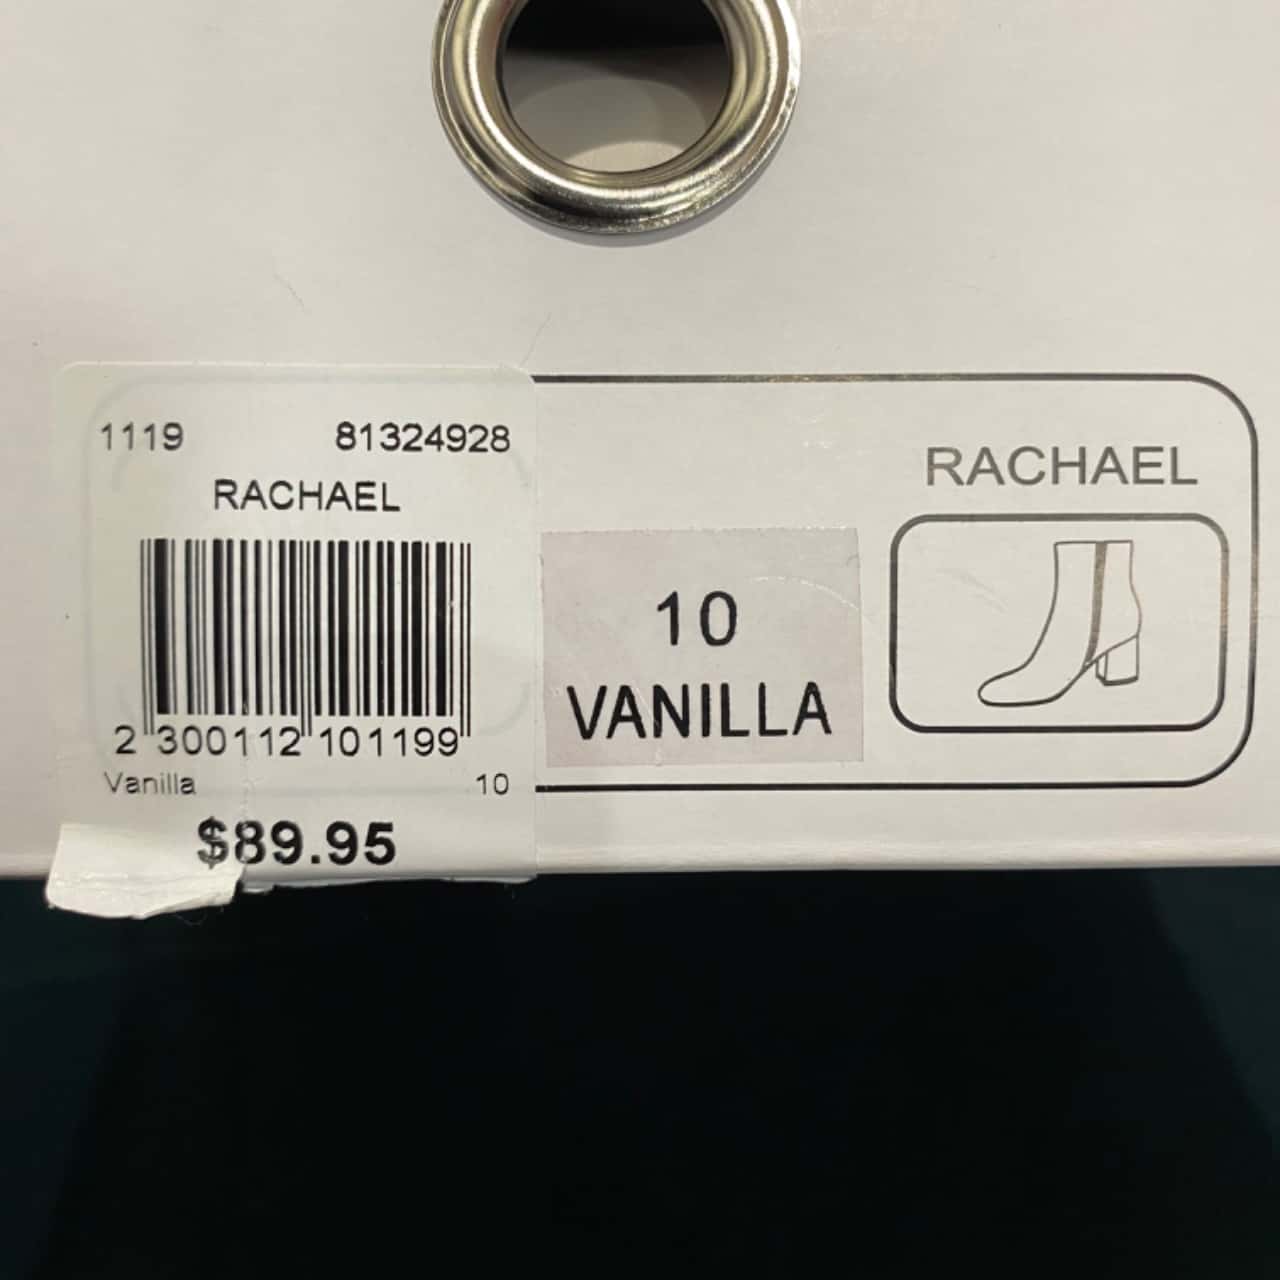 1119 81324928
RACHAEL
2 300112 101199
Vanilla 10
$89.95
10
VANILLA
RACHAEL